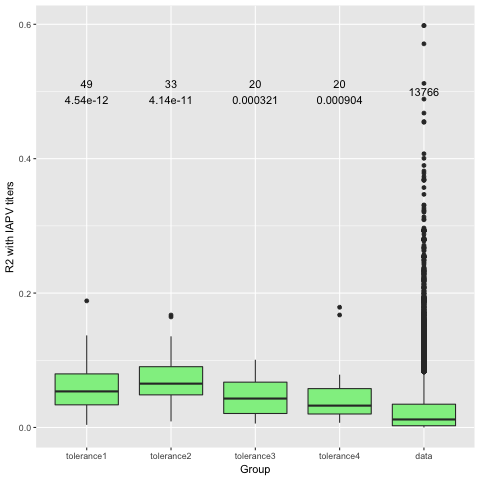 0.6
49
33
20
20
13766
4.54e-12
4.14e-11
0.000321
0.000904
0.4
R2 with IAPV titers
0.2
0.0
tolerance1
tolerance2
tolerance3
tolerance4
data
Group